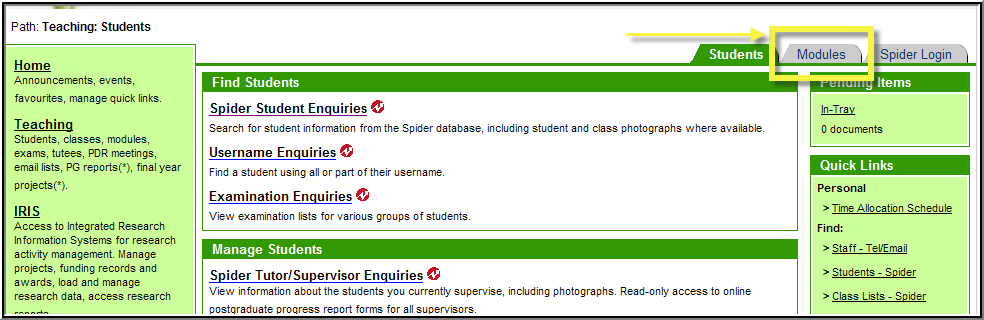 Path: Teaching: Students
Students
Modules
Spider Login
Home
Announcements, events,
favourites, manage quick links.
Teaching
Students, classes, modules,
exams, tutees, PDR meetings,
email lists, PG reports(*), final year
projects(*).
IRIS
Access to Integrated Research
Information Systems for research
activity management. Manage
projects, funding records and
awards, load and manage
research data, access research
reports
Find Students
Spider Student Enquiries
Search for student information from the Spider database, including student and class photographs where available.
Username Enquiries
Find a student using all or part of their username.
Examination Enquiries
View examination lists for various groups of students.
Manage Students
Spider Tutor/Supervisor Enquiries
View information about the students you currently supervise, including photographs. Read-only access to online
postgraduate progress report forms for all supervisors.
Pending Items
In-Tray
0 documents
Quick Links
Personal
> Time Allocation Schedule
Find:
> Staff - Tel/Email
> Students - Spider
> Class Lists - Spider